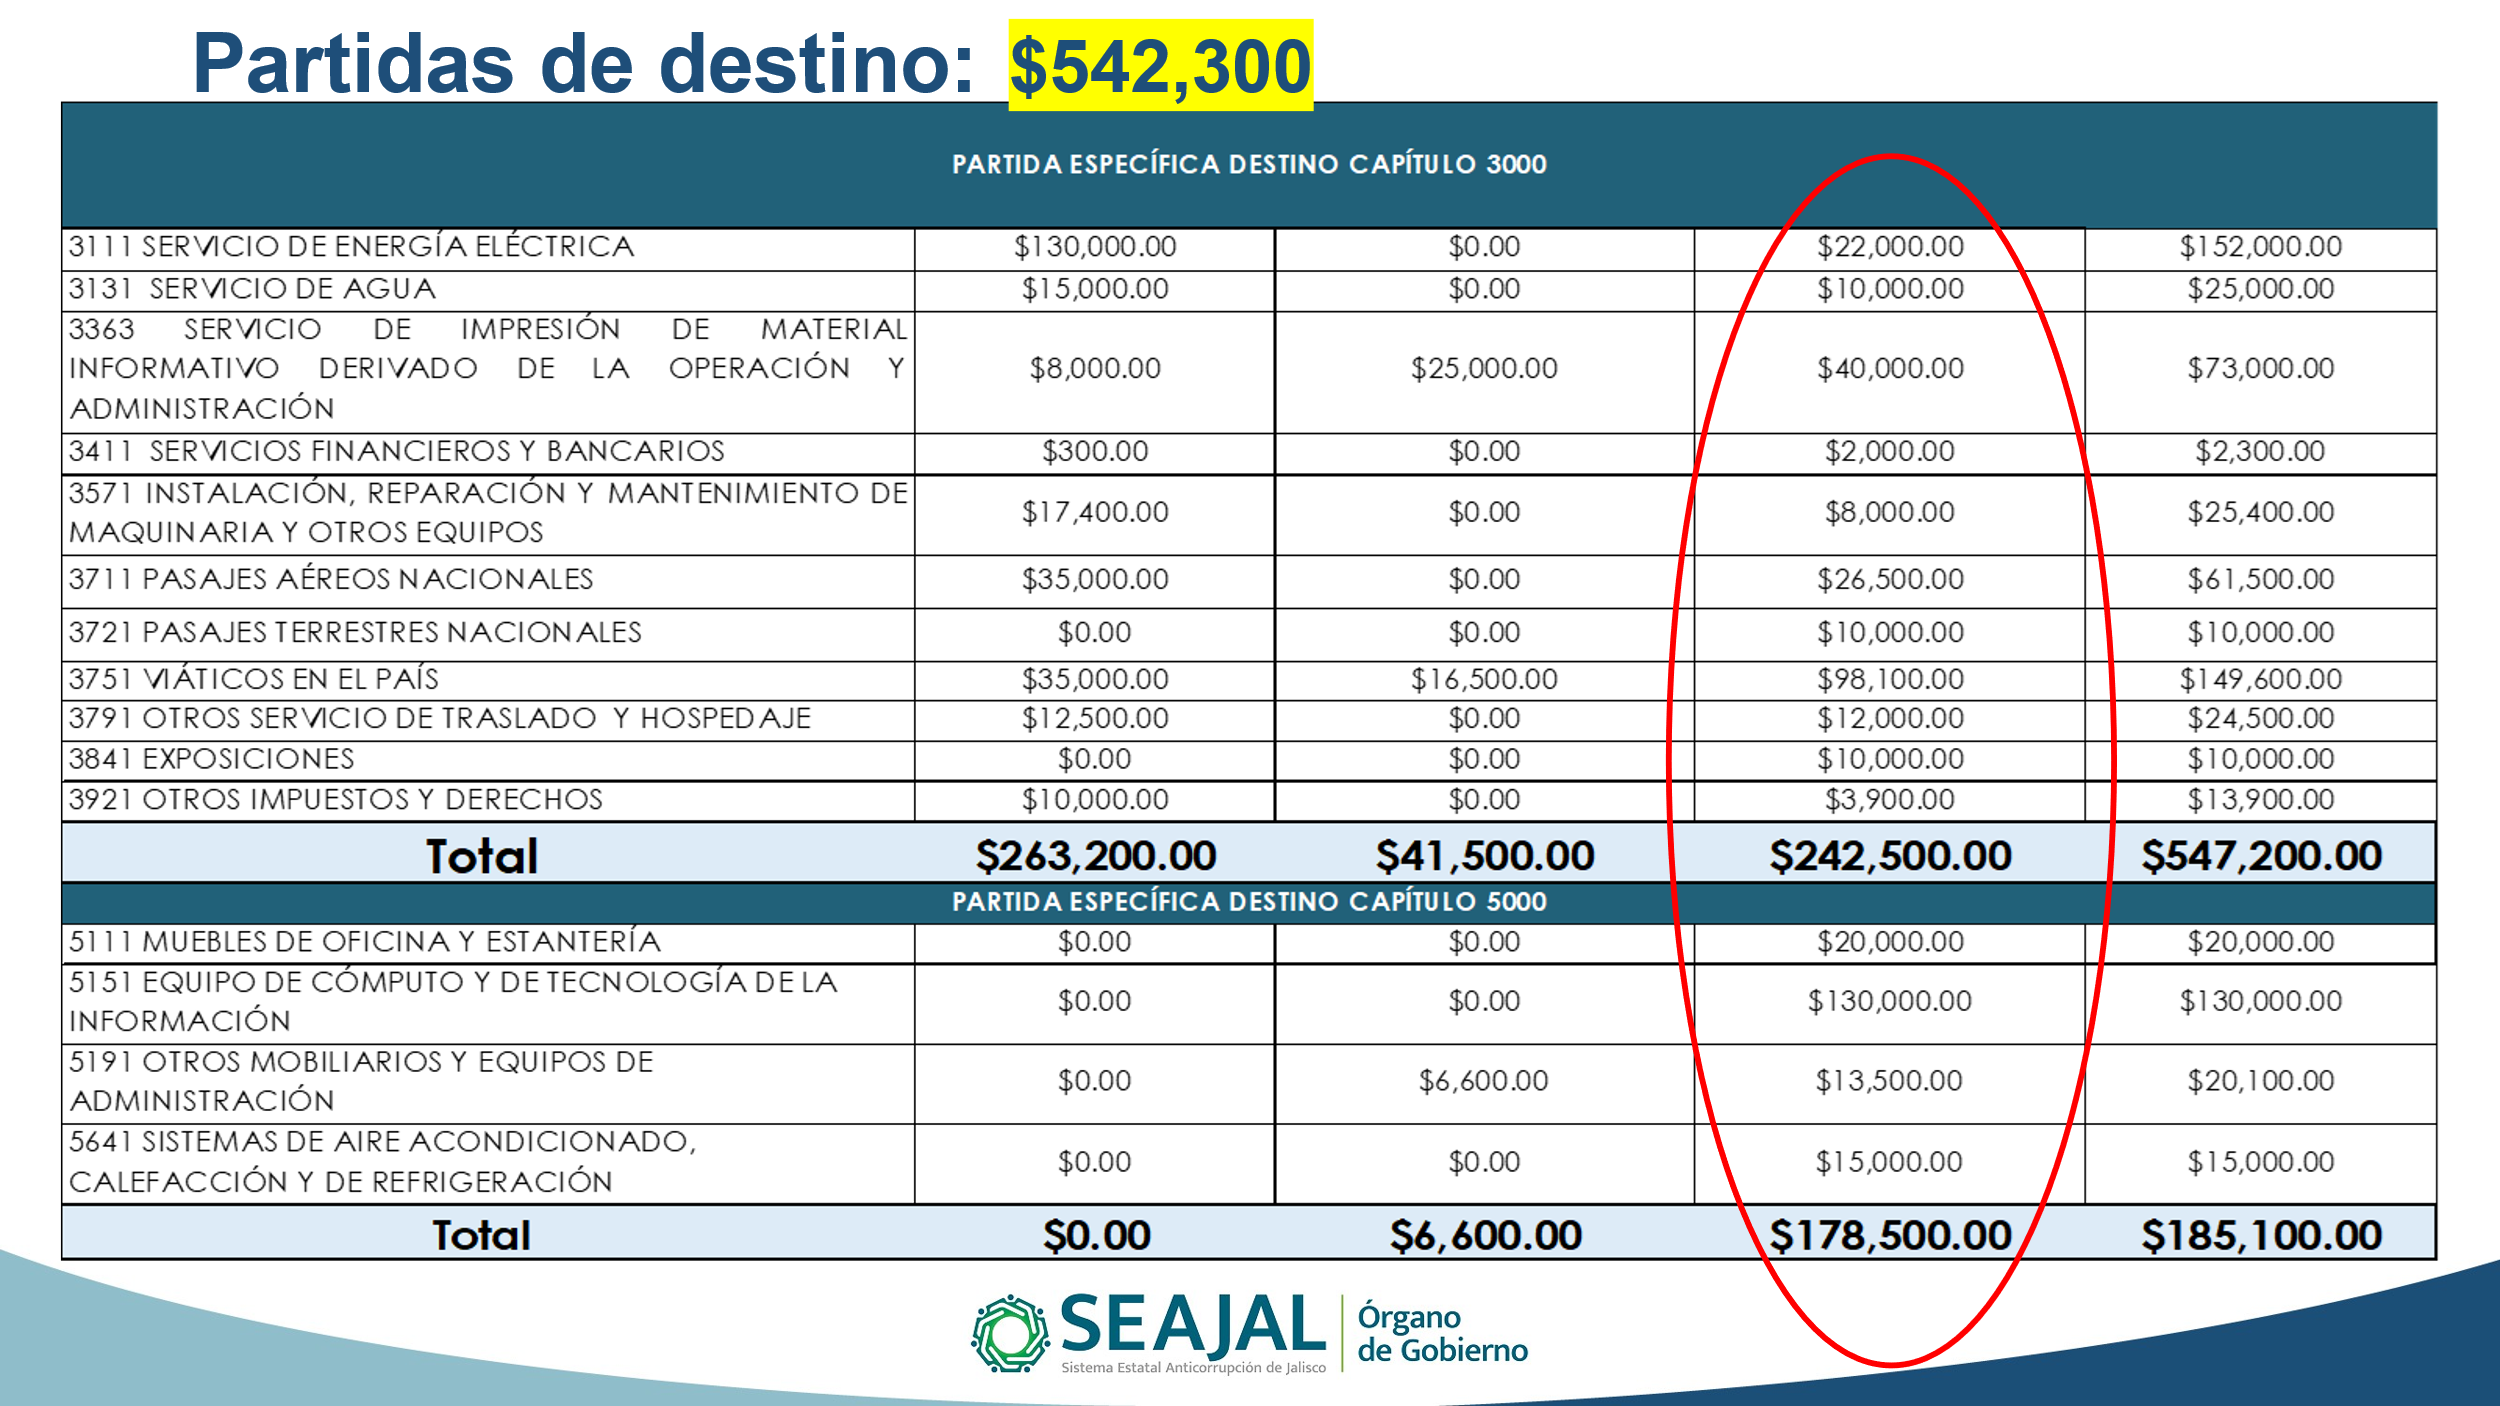 Partidas de destino: $542,300
PARTIDA ESPECÍFICA DESTINO CAPÍTULO 3000
3111 SERVICIO DE ENERGÍA ELÉCTRICA $130,000.00 $0.00 $22,000.00 $152,000.00
3131 SERVICIO DE AGUA $15,000.00 $0.00 $10,000.00 $25,000.00
3363 SERVICIO DE IMPRESIÓN DE MATERIAL
INFORMATIVO DERIVADO DE LA OPERACIÓN Y
ADMINISTRACIÓN
$8,000.00 $25,000.00 $40,000.00 $73,000.00
3411 SERVICIOS FINANCIEROS Y BANCARIOS $300.00 $0.00 $2,000.00 $2,300.00
3571 INSTALACIÓN, REPARACIÓN Y MANTENIMIENTO DE
MAQUINARIA Y OTROS EQUIPOS
$17,400.00 $0.00 $8,000.00 $25,400.00
3711 PASAJES AÉREOS NACIONALES $35,000.00 $0.00 $26,500.00 $61,500.00
3721 PASAJES TERRESTRES NACIONALES $0.00 $0.00 $10,000.00 $10,000.00
3751 VIÁTICOS EN EL PAÍS $35,000.00 $16,500.00 $98,100.00 $149,600.00
3791 OTROS SERVICIO DE TRASLADO Y HOSPEDAJE $12,500.00 $0.00 $12,000.00 $24,500.00
3841 EXPOSICIONES $0.00 $0.00 $10,000.00 $10,000.00
3921 OTROS IMPUESTOS Y DERECHOS $10,000.00 $0.00 $3,900.00 $13,900.00
Total $263,200.00 $41,500.00 $242,500.00 $547,200.00
PARTIDA ESPECÍFICA DESTINO CAPÍTULO 5000
5111 MUEBLES DE OFICINA Y ESTANTERÍA $0.00 $0.00 $20,000.00 $20,000.00
5151 EQUIPO DE CÓMPUTO Y DE TECNOLOGÍA DE LA
INFORMACIÓN
$0.00 $0.00 $130,000.00 $130,000.00
5191 OTROS MOBILIARIOS Y EQUIPOS DE
ADMINISTRACIÓN
$0.00 $6,600.00 $13,500.00 $20,100.00
5641 SISTEMAS DE AIRE ACONDICIONADO,
CALEFACCIÓN Y DE REFRIGERACIÓN
$0.00 $0.00 $15,000.00 $15,000.00
Total $0.00 $6,600.00 $178,500.00 $185,100.00
SEAJAL
Sistema Estatal Anticorrupción de Jalisco
Órgano
de Gobierno